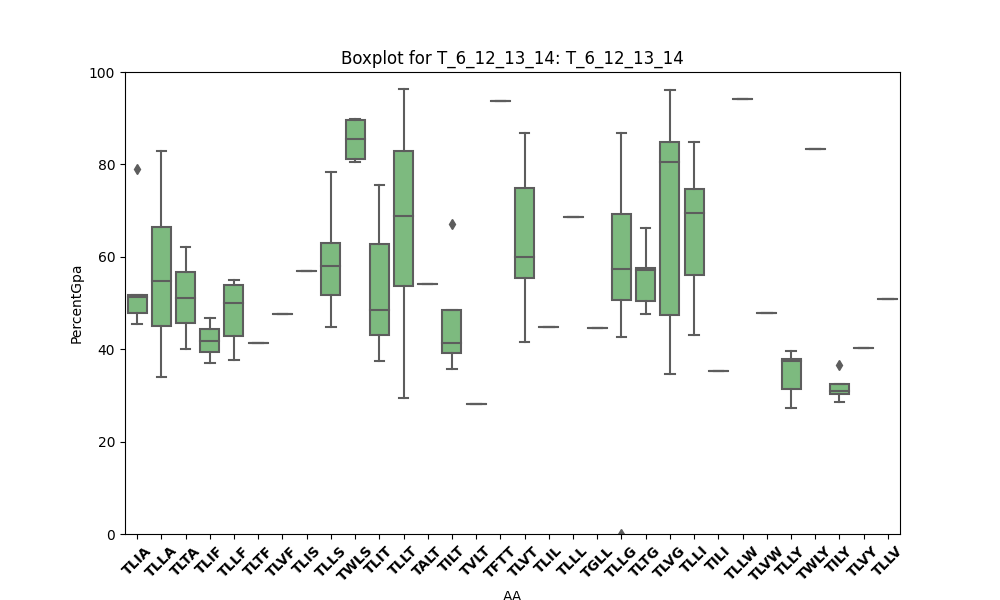 Boxplot for T_6_12_13_14: T_6_12_13_14
PercentGpa
100
80
60
40
20
0
TLIA TLLA TLTA TLIF TLLF TLTF TLVF TLIS TLLS TWLS TLIT TLLT TALT TILT TVLT TFTT TLVT TLIL TLLL TGLL TLLG TLTG TLVG TLLI TILI TLLW TLVW TLLY TWLY TILY TLVY TLLV
AA